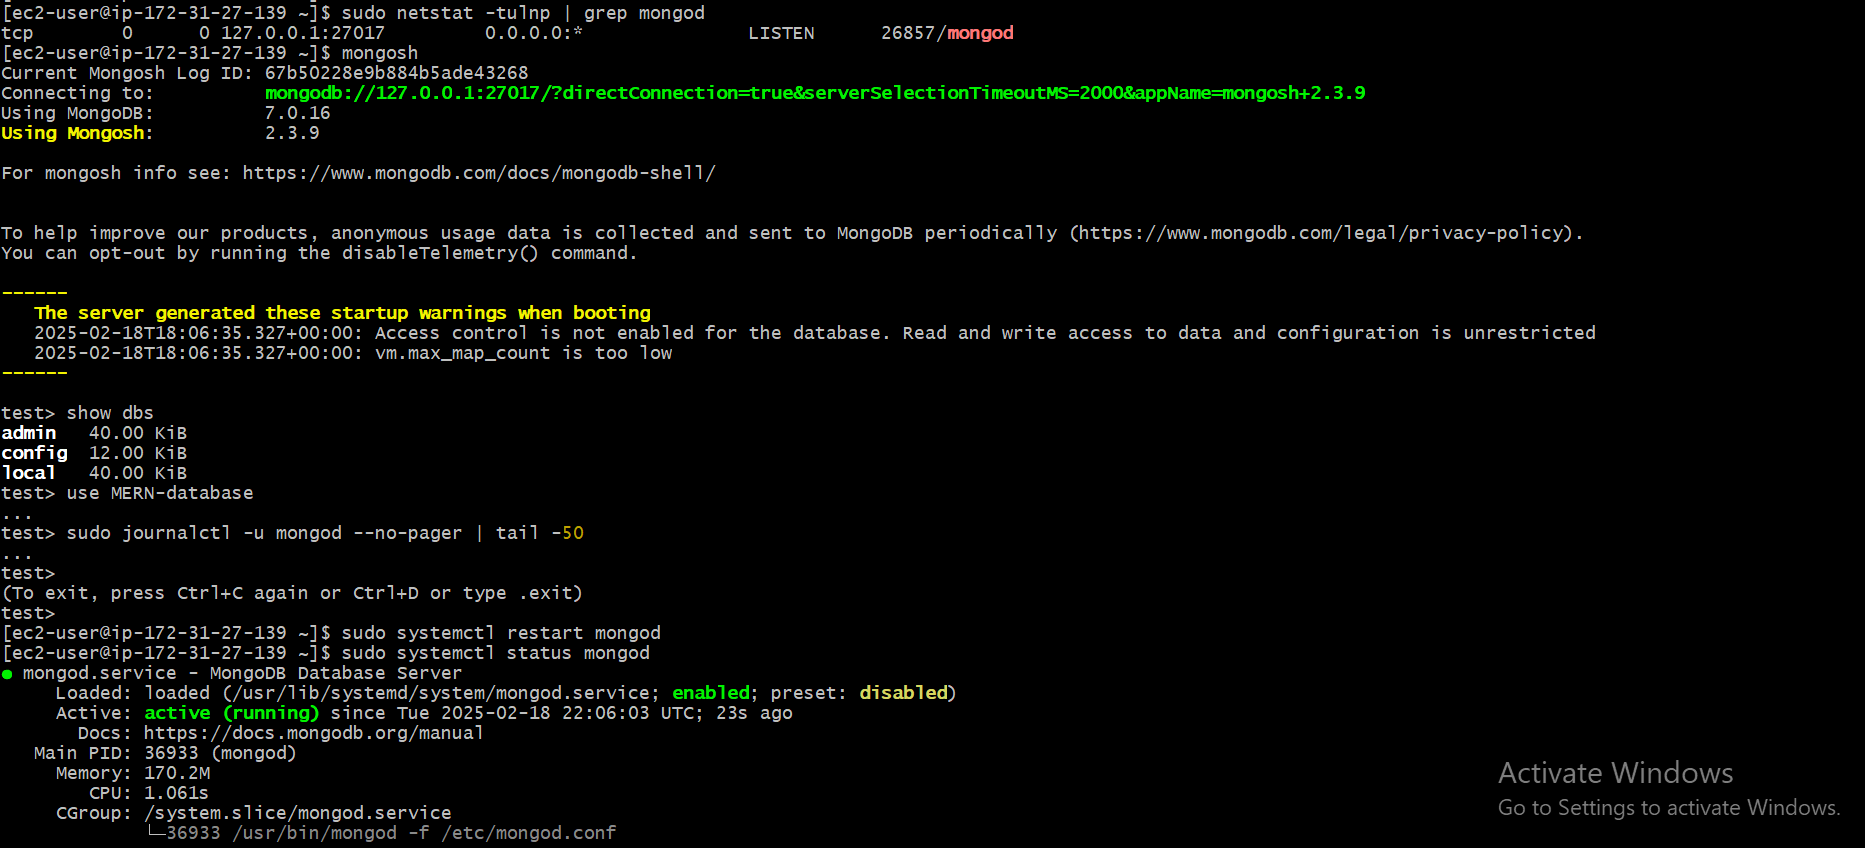 [ec2-user@ip-172-31-27-139 ~]$ sudo netstat -tulnp | grep mongod
tcp        0      0 127.0.0.1:27017         0.0.0.0:*               LISTEN      26857/mongod
[ec2-user@ip-172-31-27-139 ~]$ mongosh
Current Mongosh Log ID: 67b50228e9b884b5ade43268
Connecting to:          mongodb://127.0.0.1:27017/?directConnection=true&serverSelectionTimeoutMS=2000&appName=mongosh+2.3.9
Using MongoDB:          7.0.16
Using Mongosh:          2.3.9
For mongosh info see: https://www.mongodb.com/docs/mongodb-shell/
To help improve our products, anonymous usage data is collected and sent to MongoDB periodically (https://www.mongodb.com/legal/privacy-policy).
You can opt-out by running the disableTelemetry() command.
------
   The server generated these startup warnings when booting
   2025-02-18T18:06:35.327+00:00: Access control is not enabled for the database. Read and write access to data and configuration is unrestricted
   2025-02-18T18:06:35.327+00:00: vm.max_map_count is too low
------
test> show dbs
admin   40.00 KiB
config  12.00 KiB
local   40.00 KiB
test> use MERN-database
...
test> sudo journalctl -u mongod --no-pager | tail -50
...
test>
(To exit, press Ctrl+C again or Ctrl+D or type .exit)
test>
[ec2-user@ip-172-31-27-139 ~]$ sudo systemctl restart mongod
[ec2-user@ip-172-31-27-139 ~]$ sudo systemctl status mongod
● mongod.service - MongoDB Database Server
     Loaded: loaded (/usr/lib/systemd/system/mongod.service; enabled; preset: disabled)
     Active: active (running) since Tue 2025-02-18 22:06:03 UTC; 23s ago
       Docs: https://docs.mongodb.org/manual
   Main PID: 36933 (mongod)
     Memory: 170.2M
        CPU: 1.061s
     CGroup: /system.slice/mongod.service
             └─36933 /usr/bin/mongod -f /etc/mongod.conf
Activate Windows
Go to Settings to activate Windows.